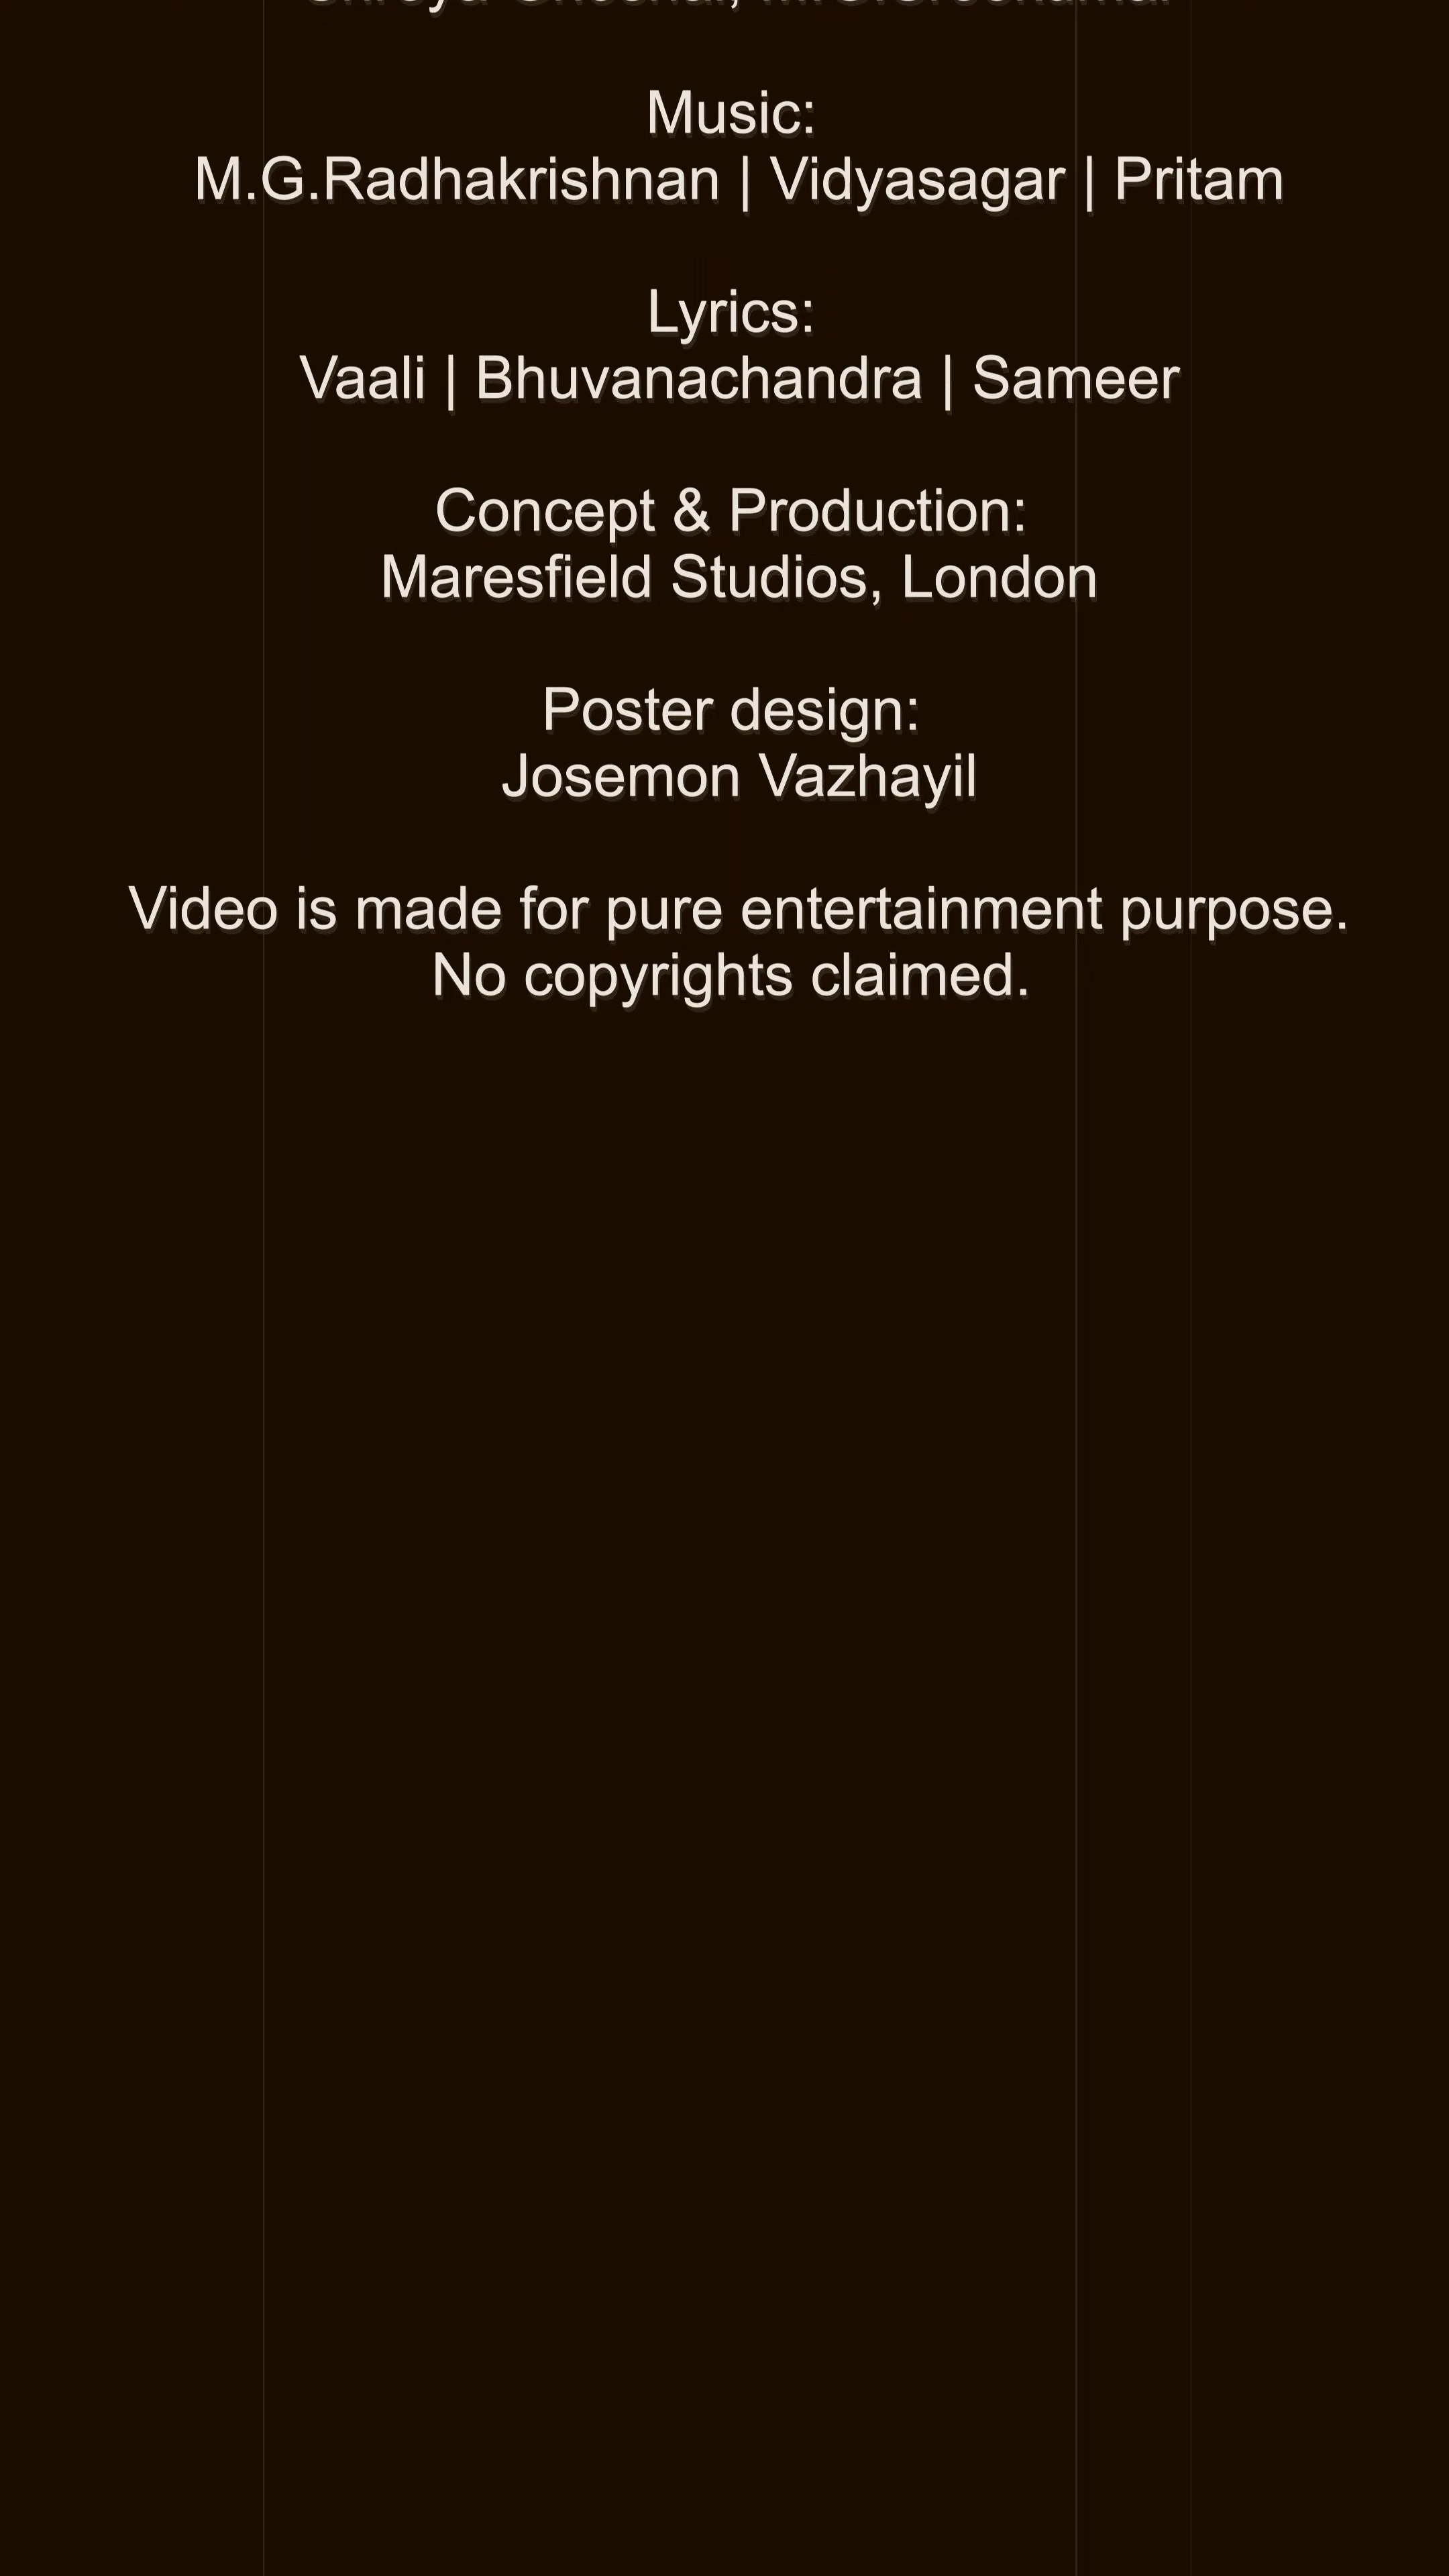 Music:
M.G.Radhakrishnan | Vidyasagar | Pritam
Lyrics:
Vaali | Bhuvanachandra | Sameer
Concept & Production:
Maresfield Studios, London
Poster design:
Josemon Vazhayil
Video is made for pure entertainment purpose.
No copyrights claimed.